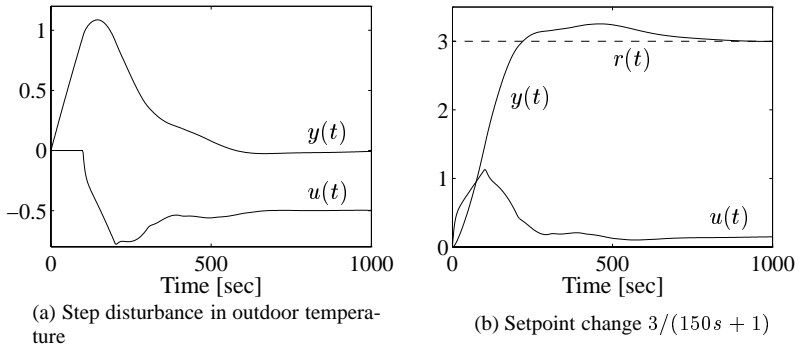 1
0.5
0
−0.5
y(t)
u(t)
0
500
1000
Time [sec]
(a) Step disturbance in outdoor tempera-
ture
3
2
1
0
r(t)
y(t)
u(t)
0
500
1000
Time [sec]
(b) Setpoint change 3/(150s + 1)